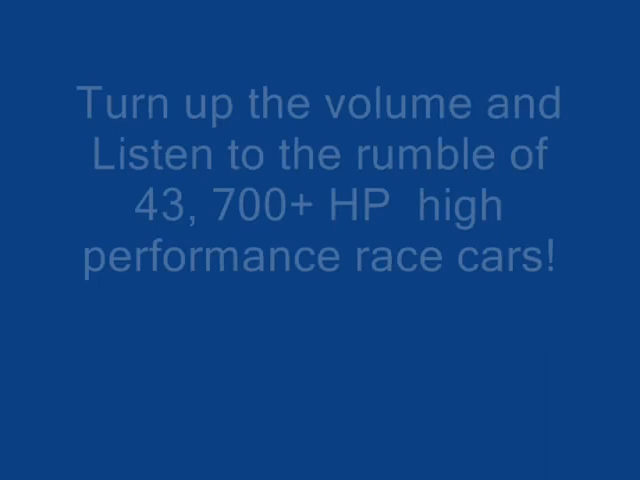 Turn up the volume and
Listen to the rumble of
43, 700+ HP  high
performance race cars!